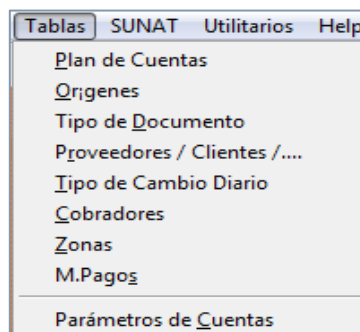 Tablas SUNAT Utilitarios Help
Plan de Cuentas
Or¡genes
Tipo de Documento
Proveedores / Clientes /....
Tipo de Cambio Diario
Cobradores
Zonas
M.Pagos
Parámetros de Cuentas